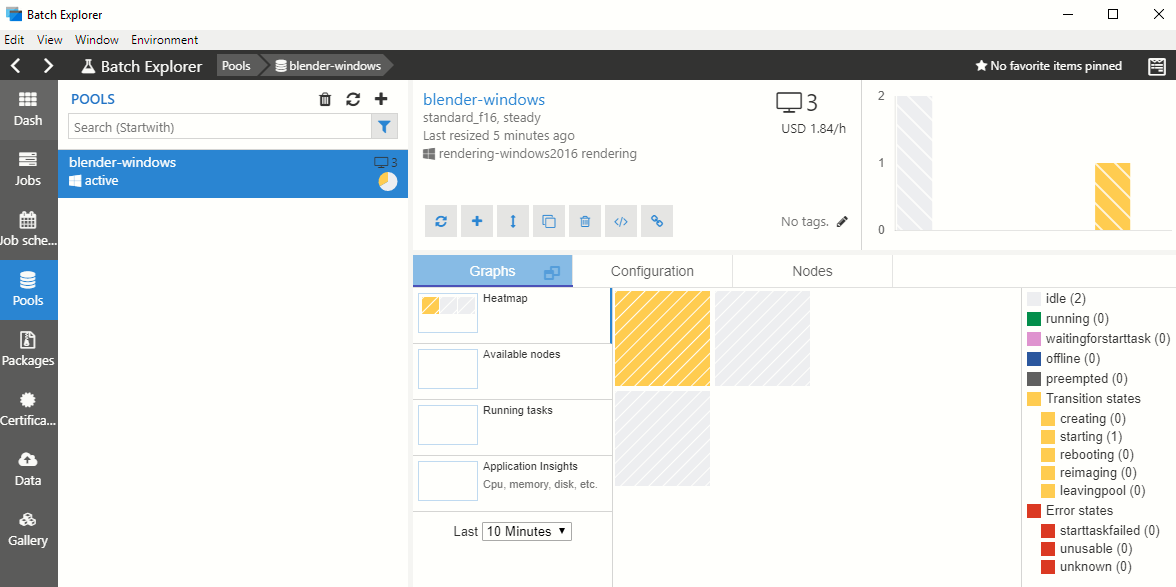 Batch Explorer
Edit View Window Environment
Batch Explorer Pools blender-windows No favorite items pinned
Dash
Jobs
Job sche...
Pools
Packages
Certifica...
Data
Gallery
POOLS
Search (Startwith)
blender-windows 3
active
blender-windows
standard_f16, steady
Last resized 5 minutes ago
rendering-windows2016 rendering
3
USD 1.84/h
No tags.
2
1
0
Graphs Configuration Nodes
Heatmap
Available nodes
Running tasks
Application Insights
Cpu, memory, disk, etc.
Last 10 Minutes
idle (2)
running (0)
waitingforstarttask (0)
offline (0)
preempted (0)
Transition states
creating (0)
starting (1)
rebooting (0)
reimaging (0)
leavingpool (0)
Error states
starttaskfailed (0)
unusable (0)
unknown (0)